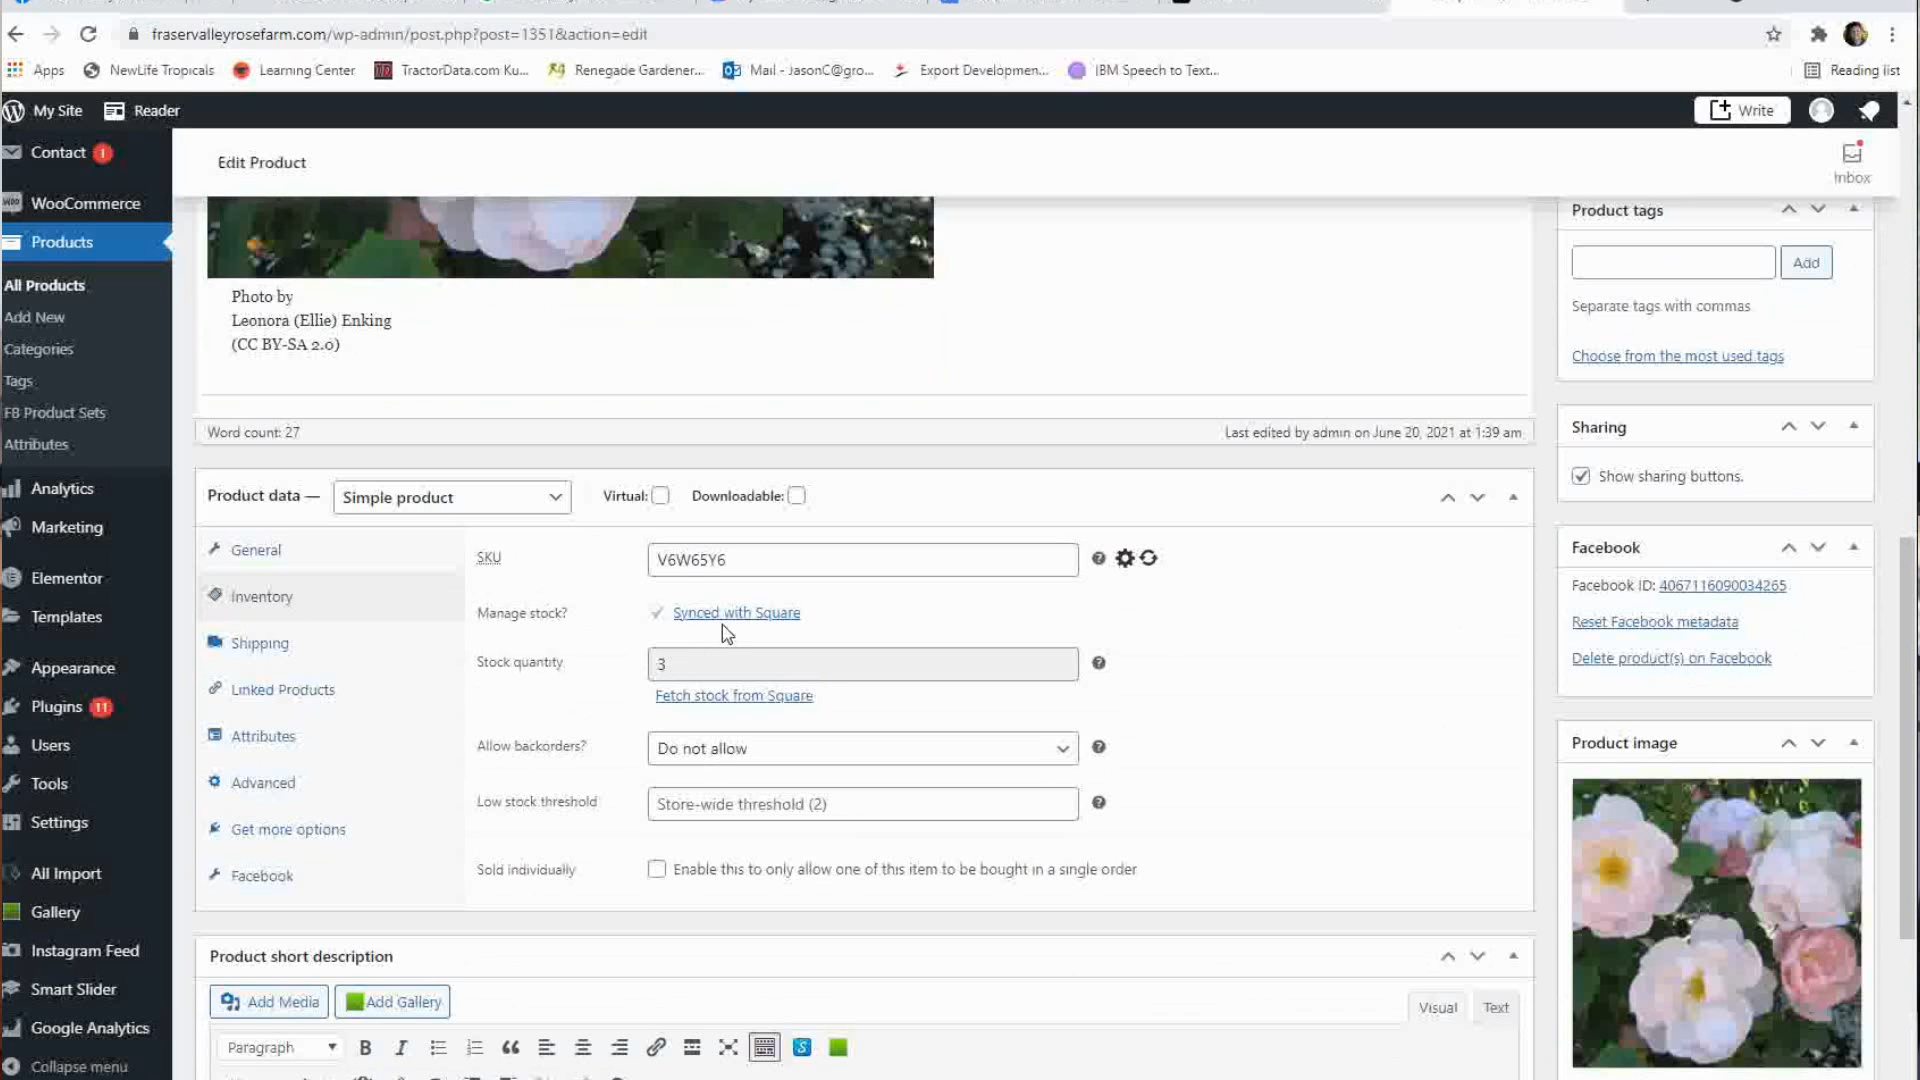 fraservalleyrosefarm.com/wp-admin/post.php?post=1351&action=edit
Apps NewLife Tropicals Learning Center TractorData.com Ku... Renegade Gardener... Mail - JasonC@gro... Export Developmen... IBM Speech to Text... Reading list
My Site Reader Write
Contact 1
Edit Product
Inbox
WooCommerce
Products
All Products
Add New
Categories
Tags
FB Product Sets
Attributes
Analytics
Marketing
Elementor
Templates
Appearance
Plugins 11
Users
Tools
Settings
All Import
Gallery
Instagram Feed
Smart Slider
Google Analytics
Collapse menu
Photo by
Leonora (Ellie) Enking
(CC BY-SA 2.0)
Word count: 27 Last edited by admin on June 20, 2021 at 1:39 am
Product data — Simple product Virtual: Downloadable:
General
Inventory
Shipping
Linked Products
Attributes
Advanced
Get more options
Facebook
SKU V6W65Y6
Manage stock? Synced with Square
Stock quantity 3
Fetch stock from Square
Allow backorders? Do not allow
Low stock threshold Store-wide threshold (2)
Sold individually Enable this to only allow one of this item to be bought in a single order
Product short description
Add Media Add Gallery Visual Text
Paragraph
Product tags
Add
Separate tags with commas
Choose from the most used tags
Sharing
Show sharing buttons.
Facebook
Facebook ID: 4067116090034265
Reset Facebook metadata
Delete product(s) on Facebook
Product image